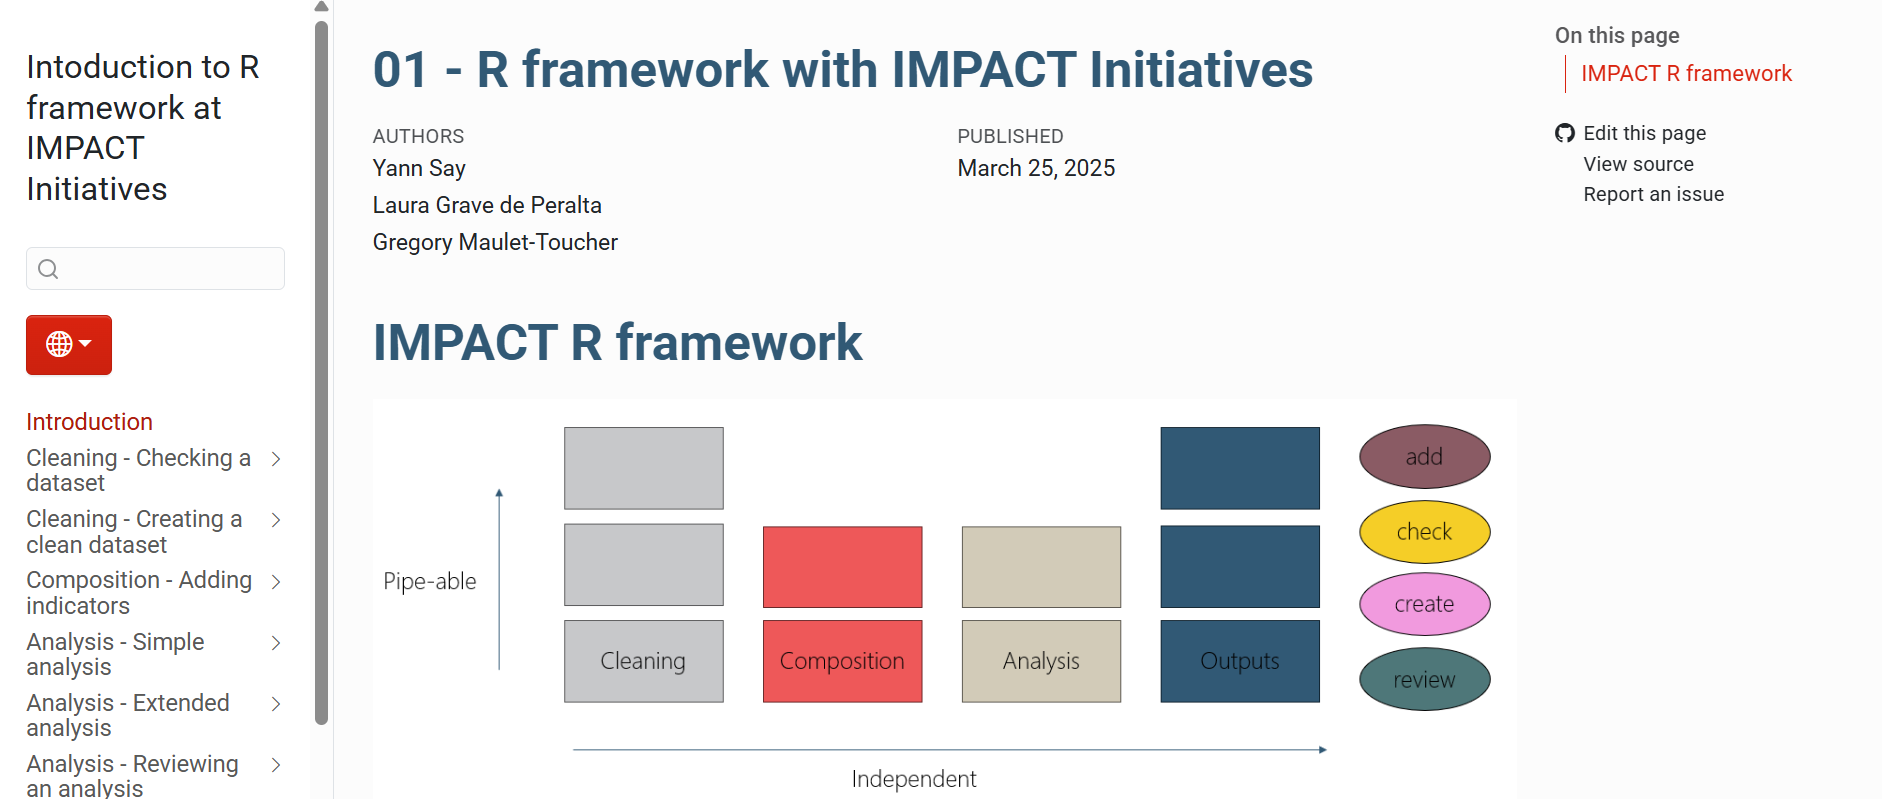 Intoduction to R
framework at
IMPACT
Initiatives
Introduction
Cleaning - Checking a
dataset
Cleaning - Creating a
clean dataset
Composition - Adding
indicators
Analysis - Simple
analysis
Analysis - Extended
analysis
Analysis - Reviewing
an analysis
01 - R framework with IMPACT Initiatives
AUTHORS
Yann Say
Laura Grave de Peralta
Gregory Maulet-Toucher
PUBLISHED
March 25, 2025
IMPACT R framework
Pipe-able
Cleaning
Composition
Analysis
Outputs
add
check
create
review
Independent
On this page
IMPACT R framework
Edit this page
View source
Report an issue